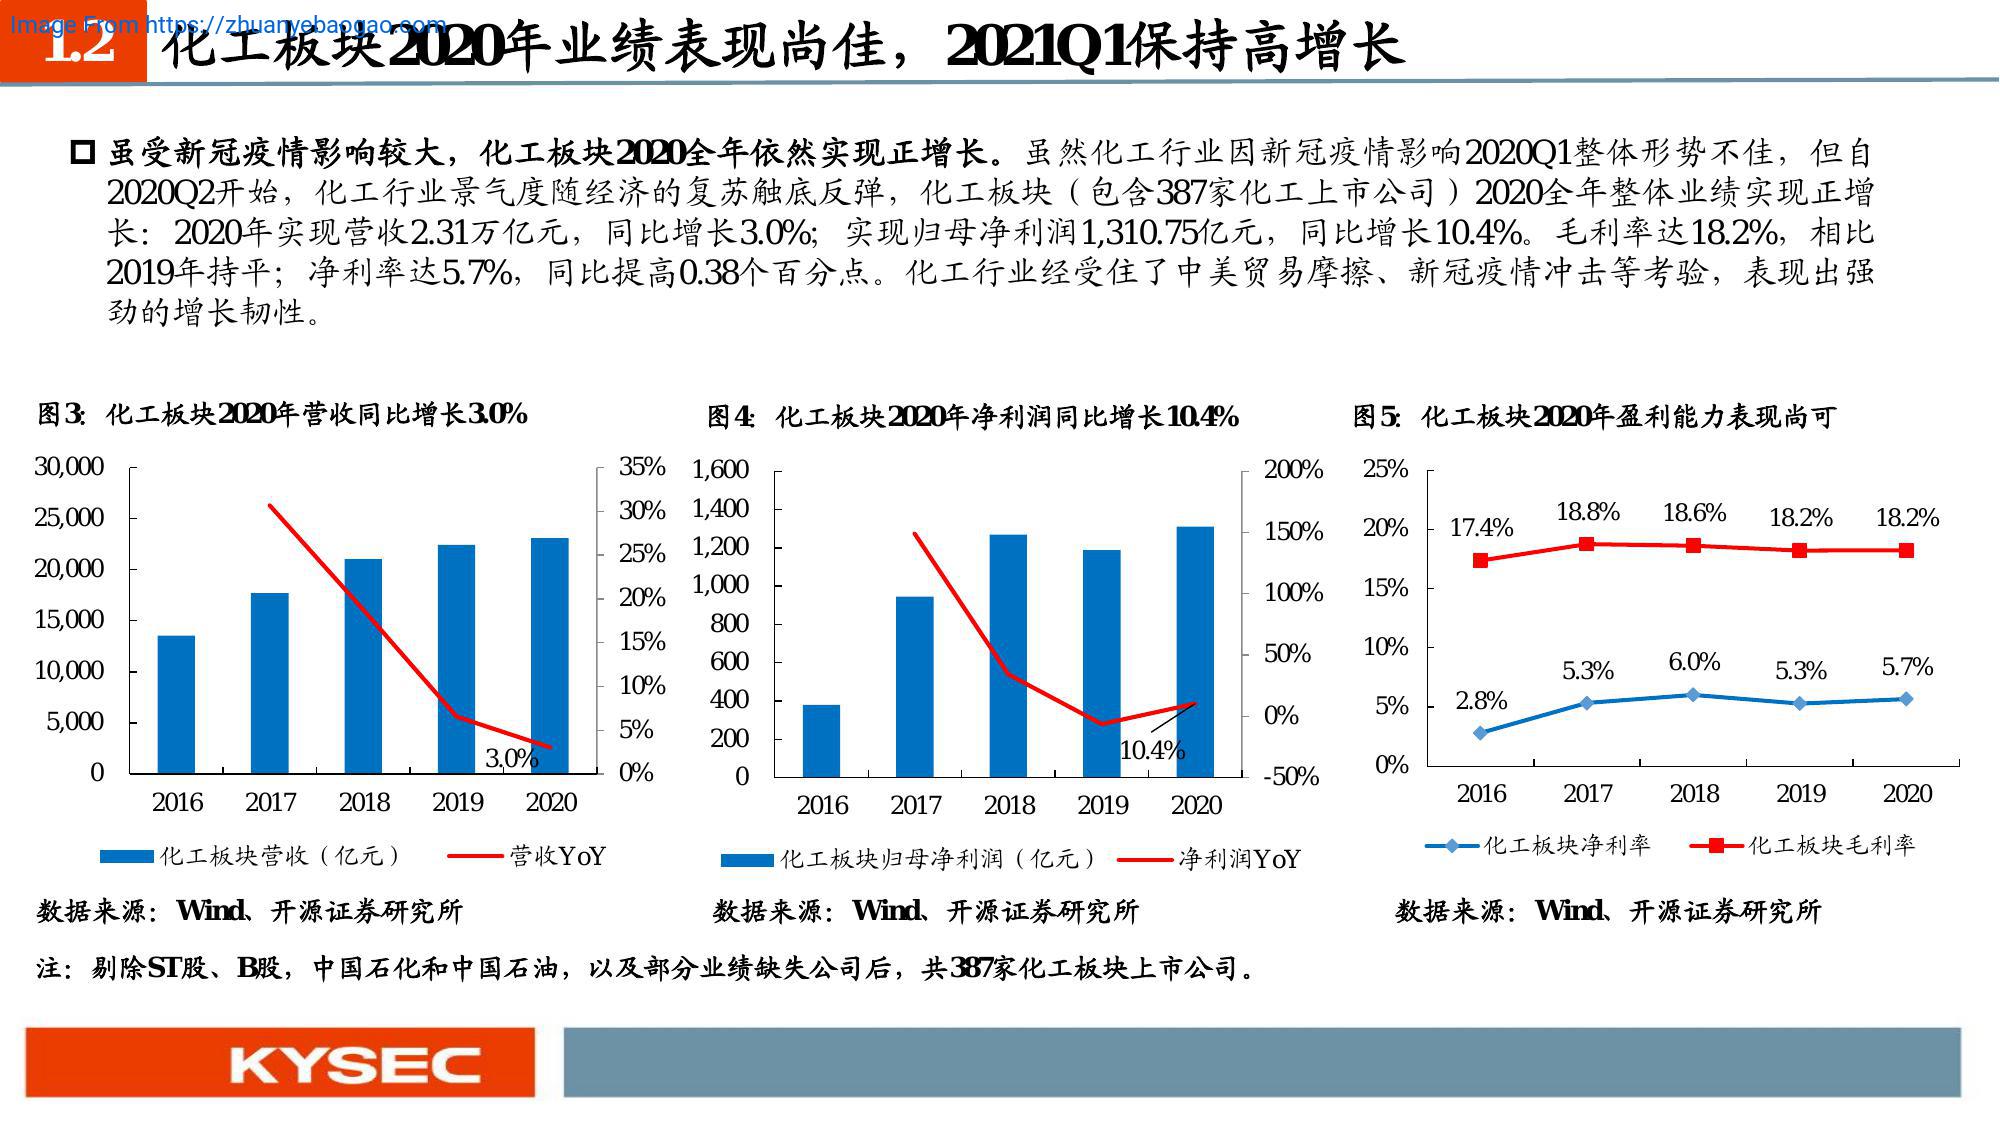 Image From https://zhuanyebaogao.com
1.2 化工板块2020年业绩表现尚佳，2021Q1保持高增长
虽受新冠疫情影响较大，化工板块2020全年依然实现正增长。虽然化工行业因新冠疫情影响2020Q1整体形势不佳，但自
2020Q2开始，化工行业景气度随经济的复苏触底反弹，化工板块（包含387家化工上市公司）2020全年整体业绩实现正增
长：2020年实现营收2.31万亿元，同比增长3.0%；实现归母净利润1,310.75亿元，同比增长10.4%。毛利率达18.2%，相比
2019年持平；净利率达5.7%，同比提高0.38个百分点。化工行业经受住了中美贸易摩擦、新冠疫情冲击等考验，表现出强
劲的增长韧性。
图3：化工板块2020年营收同比增长3.0%
30,000
25,000
20,000
15,000
10,000
5,000
0
35%
30%
25%
20%
15%
10%
5%
0%
3.0%
2016 2017 2018 2019 2020
化工板块营收（亿元） 营收YoY
数据来源：Wind、开源证券研究所
图4：化工板块2020年净利润同比增长10.4%
1,600
1,400
1,200
1,000
800
600
400
200
0
200%
150%
100%
50%
0%
-50%
10.4%
2016 2017 2018 2019 2020
化工板块归母净利润（亿元） 净利润YoY
数据来源：Wind、开源证券研究所
图5：化工板块2020年盈利能力表现尚可
25%
20%
15%
10%
5%
0%
17.4% 18.8% 18.6% 18.2% 18.2%
2.8% 5.3% 6.0% 5.3% 5.7%
2016 2017 2018 2019 2020
化工板块净利率 化工板块毛利率
数据来源：Wind、开源证券研究所
注：剔除ST股、B股，中国石化和中国石油，以及部分业绩缺失公司后，共387家化工板块上市公司。
KYSEC